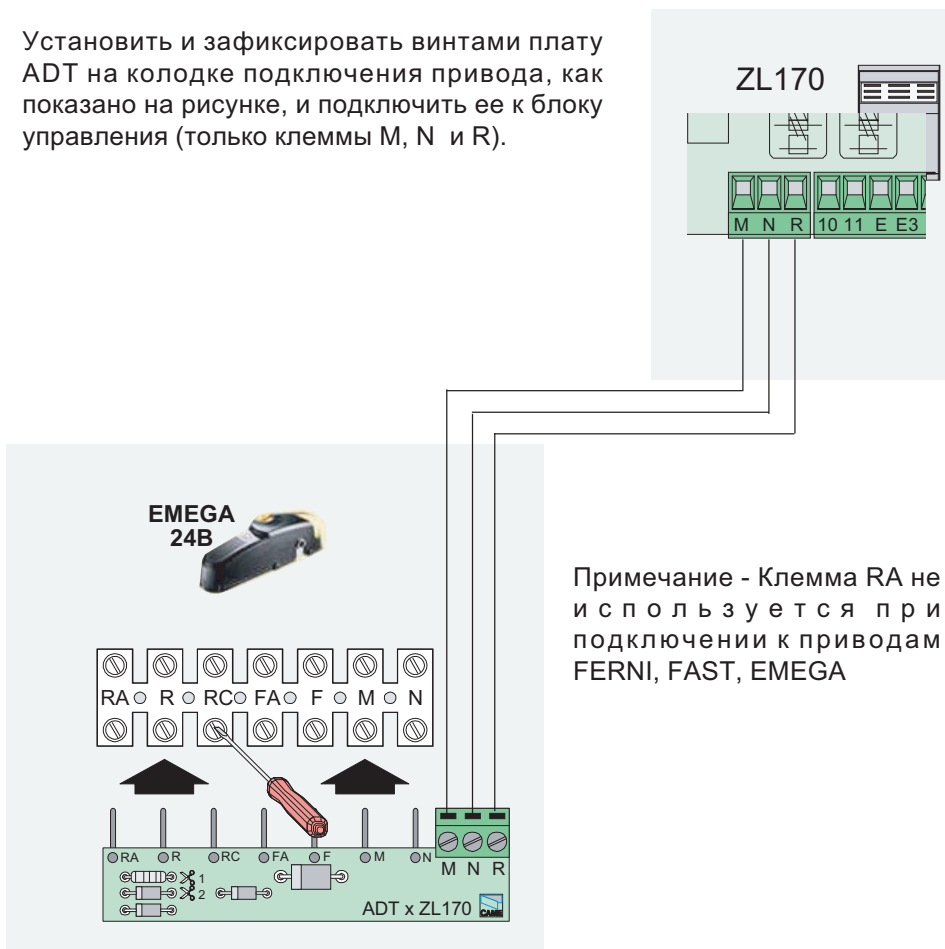 Установить и зафиксировать винтами плату
ADT на колодке подключения привода, как
показано на рисунке, и подключить ее к блоку
управления (только клеммы M, N и R).
ZL170
M N R 10 11 E E3
EMEGA
24В
Примечание - Клемма RA не
используется при
подключении к приводам
FERNI, FAST, EMEGA
RA R RC FA F M N
RA R RC FA F M N
M N R
1
2
ADT x ZL170
CAME